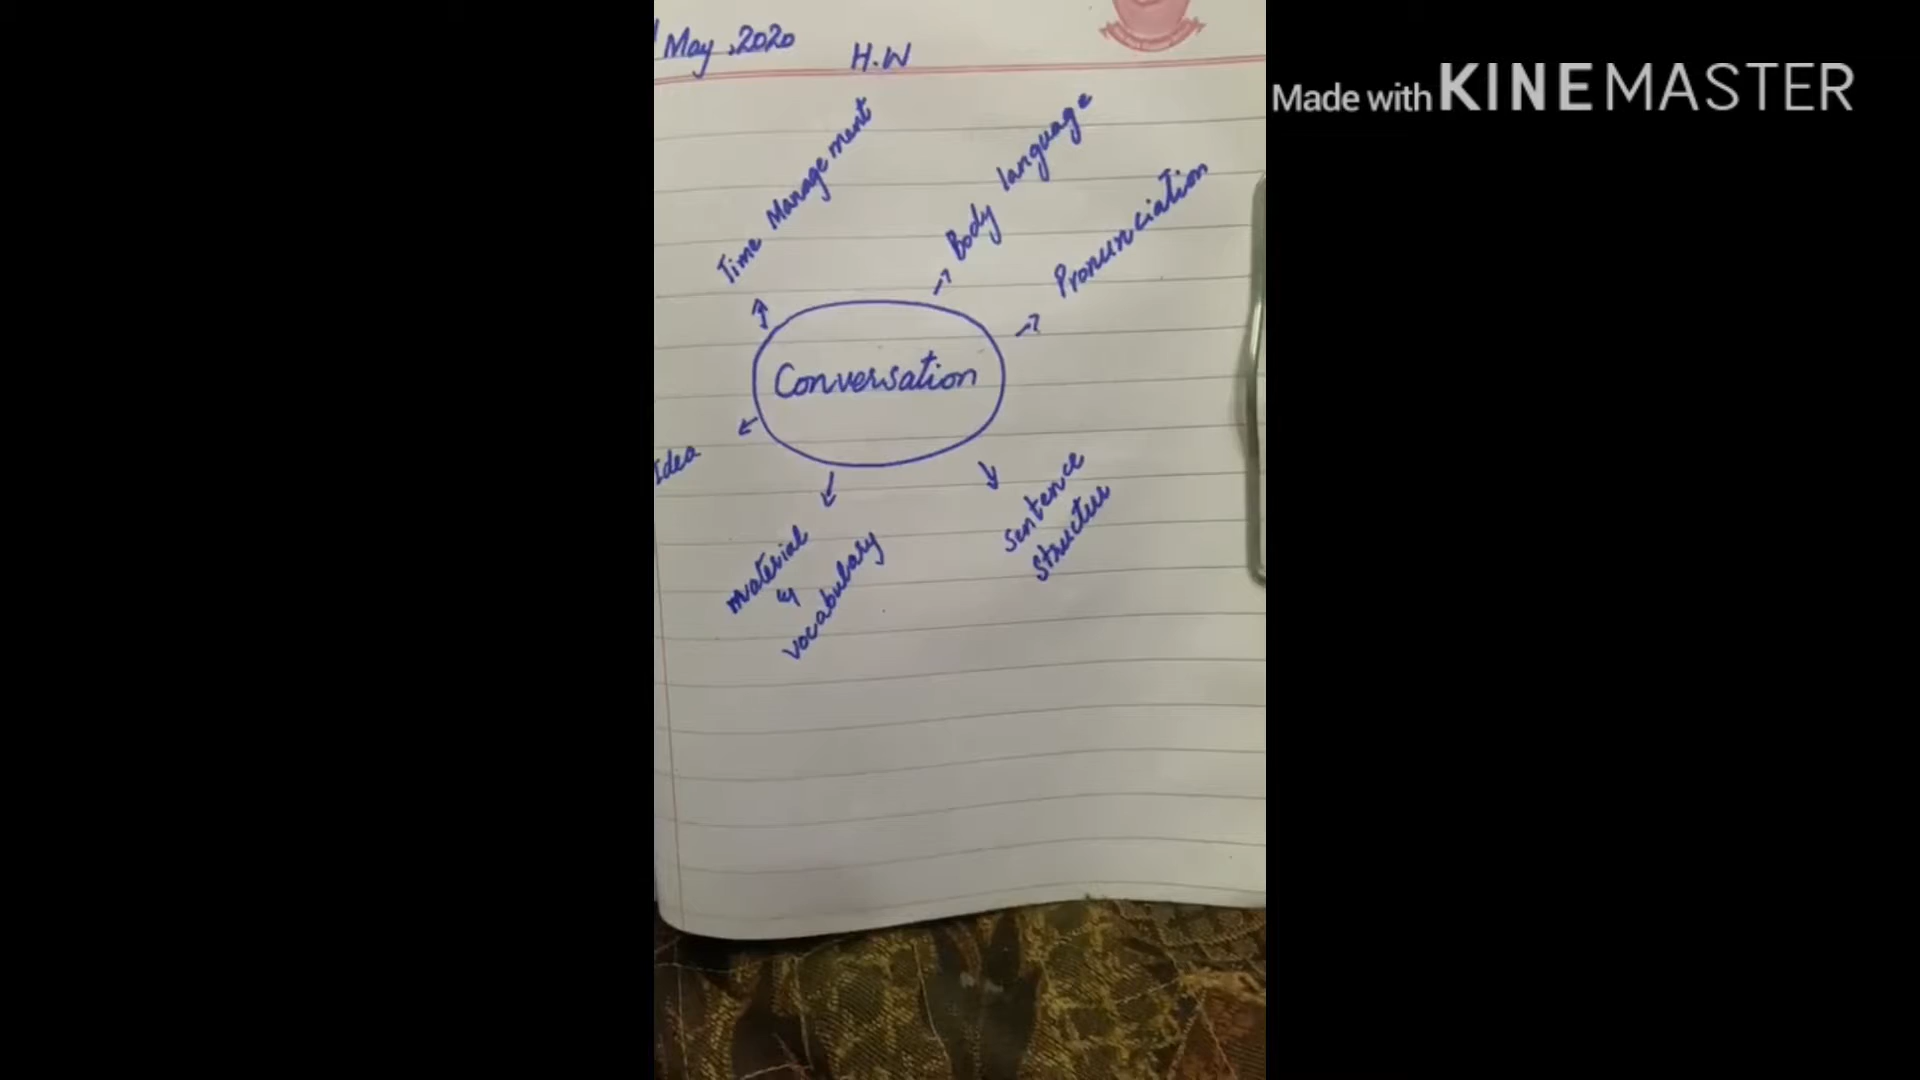 May, 2020
H.W
Made with KINEMASTER
Time Management
Body language
Pronunciation
Conversation
Idea
material
&
vocabulary
Sentence
Structure